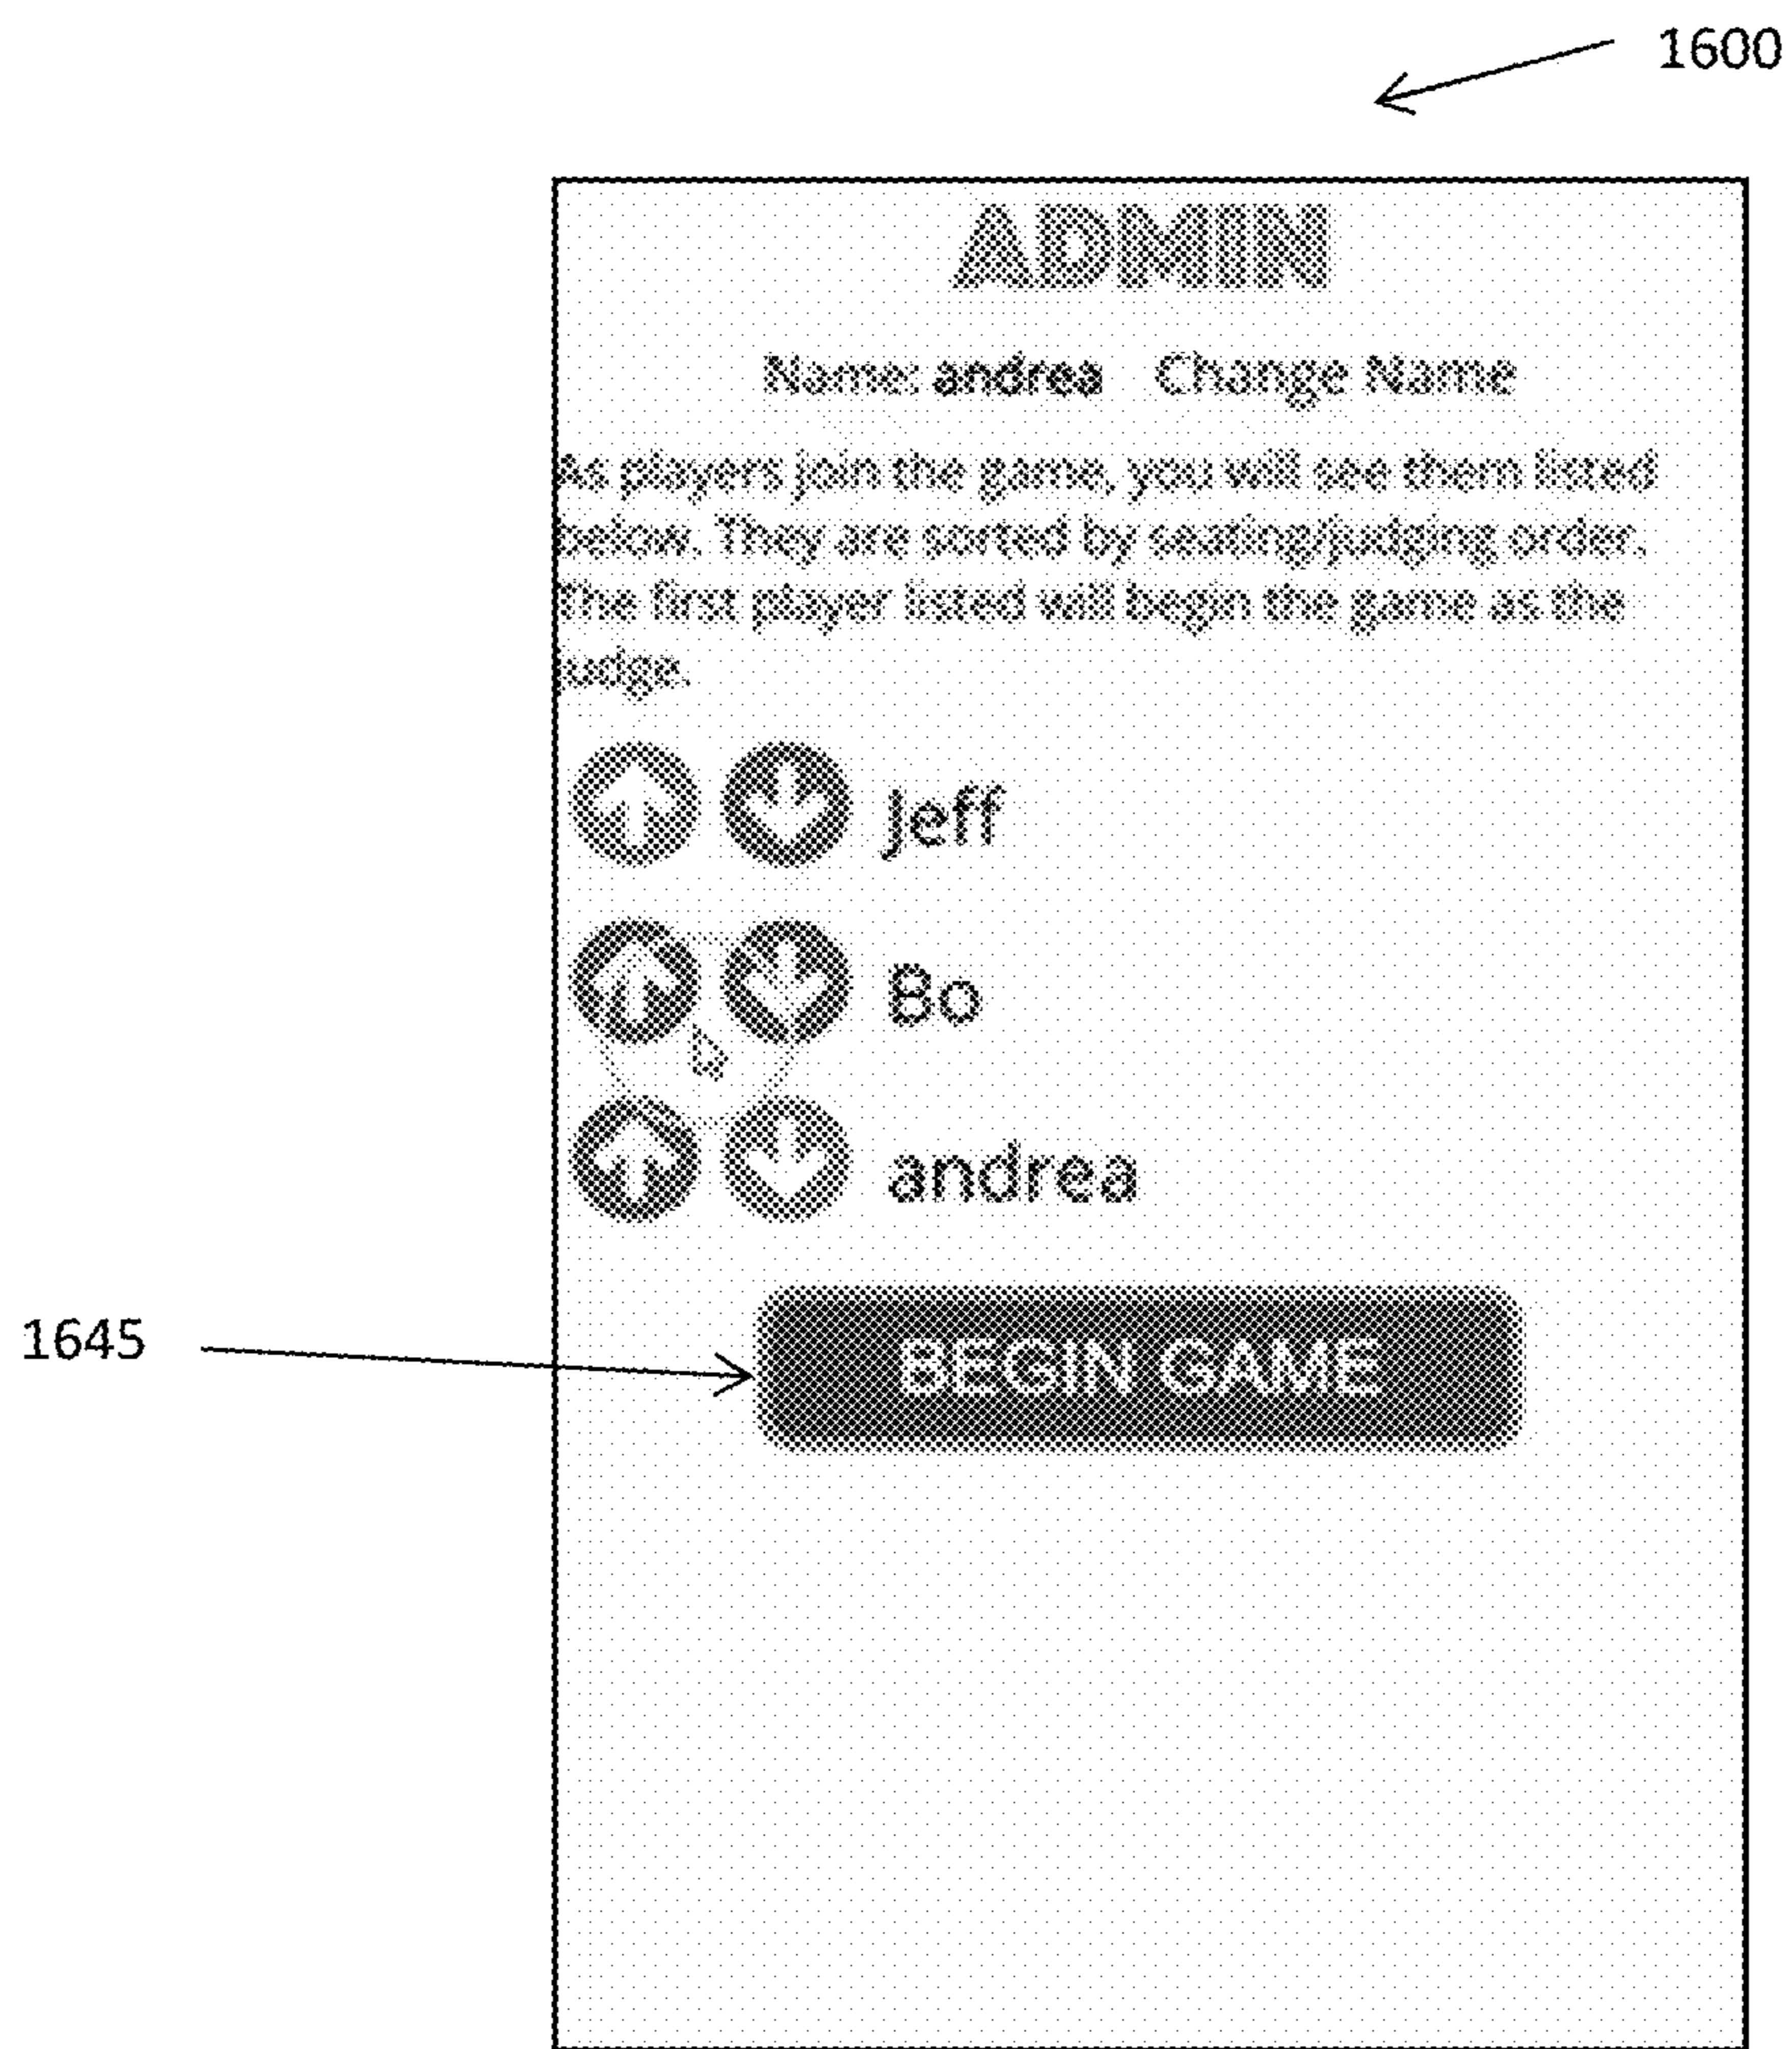 1600
ADMIN
Name: andrea Change Name
As players join the game, you will see them listed
below. They are sorted by seating/judging order.
The first player listed will begin the game as the
judge.
Jeff
Bo
andrea
1645
BEGIN GAME